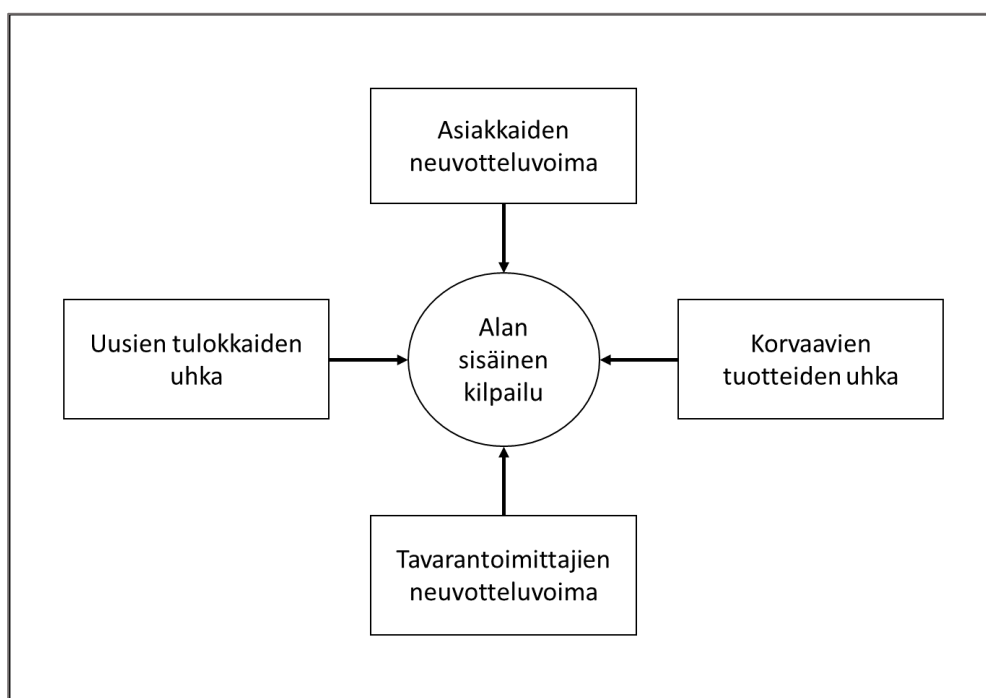 Asiakkaiden
neuvotteluvoima
Uusien tulokkaiden
uhka
Alan
sisäinen
kilpailu
Korvaavien
tuotteiden uhka
Tavarantoimittajien
neuvotteluvoima